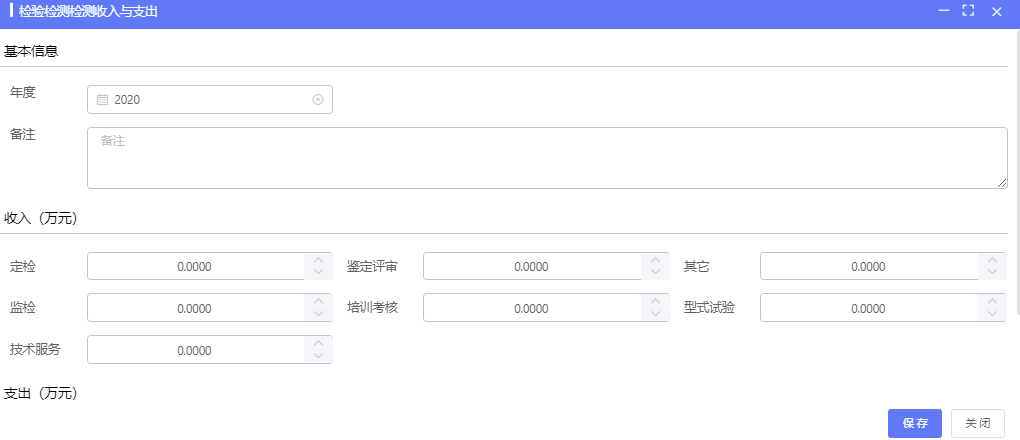 检验检测检测收入与支出
基本信息
年度 2020
备注 备注
收入（万元）
定检 0.0000 鉴定评审 0.0000 其它 0.0000
监检 0.0000 培训考核 0.0000 型式试验 0.0000
技术服务 0.0000
支出（万元）
保存 关闭